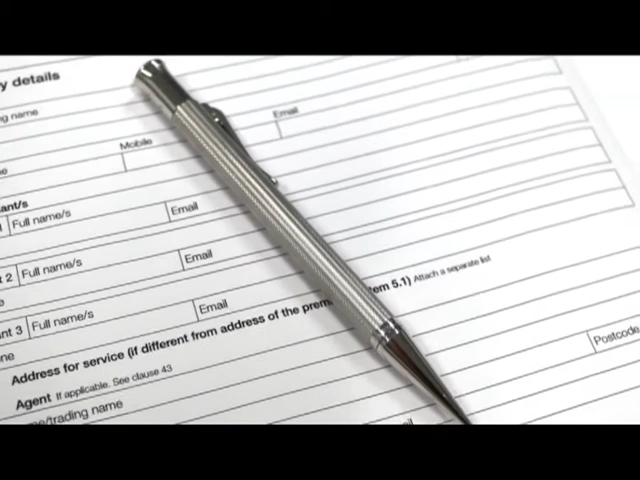 y details
ng name
Email
Mobile
ant/s
Full name/s Email
t 2 Full name/s Email
nt 3 Full name/s Email
ne
Address for service (if different from address of the prem tem 5.1) Attach a separate list
Postcode
Agent If applicable. See clause 43
e/trading name